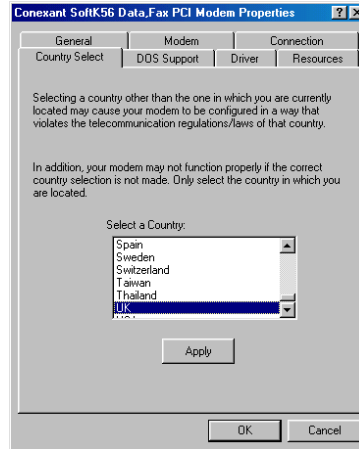 Conexant SoftK56 Data,Fax PCI Modem Properties
General Modem Connection
Country Select DOS Support Driver Resources
Selecting a country other than the one in which you are currently
located may cause your modem to be configured in a way that
violates the telecommunication regulations/laws of that country.
In addition, your modem may not function properly if the correct
country selection is not made. Only select the country in which you
are located.
Select a Country:
Spain
Sweden
Switzerland
Taiwan
Thailand
UK
Apply
OK Cancel